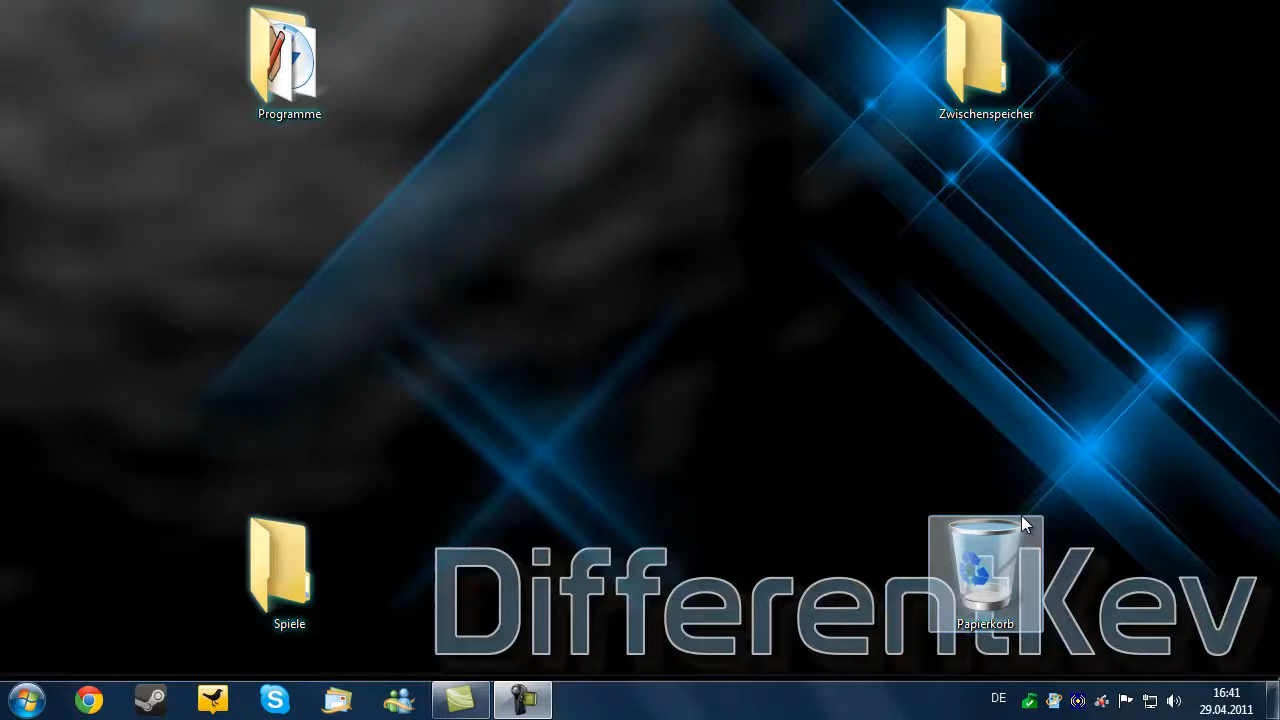 Programme
Zwischenspeicher
Spiele
Papierkorb
DifferentKev
DE
16:41
29.04.2011